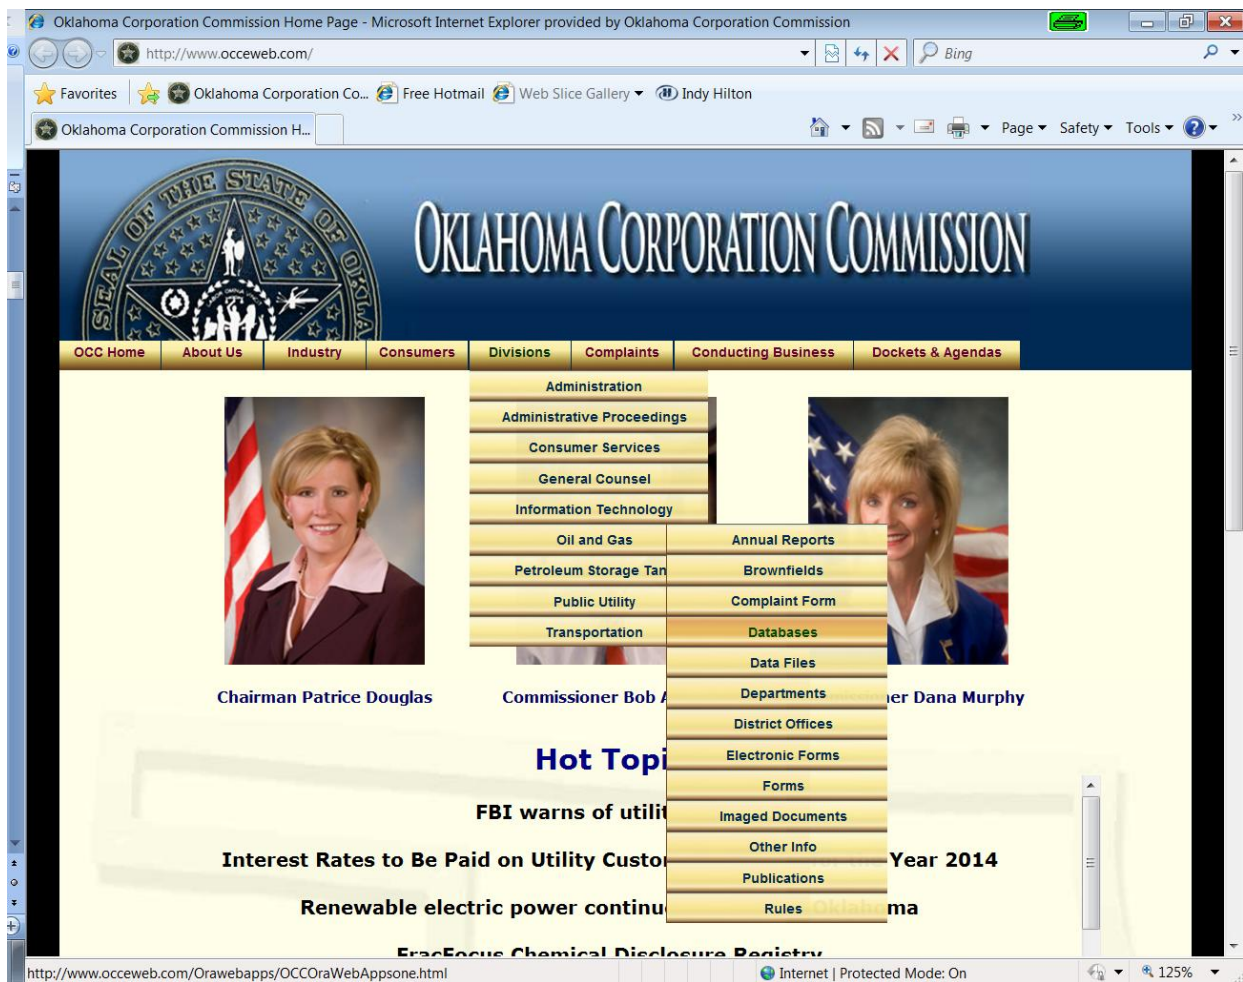 Oklahoma Corporation Commission Home Page - Microsoft Internet Explorer provided by Oklahoma Corporation Commission
http://www.occeweb.com/
Bing
Favorites
Oklahoma Corporation Co...
Free Hotmail
Web Slice Gallery
Indy Hilton
Oklahoma Corporation Commission H...
Page
Safety
Tools
SEAL OF THE STATE OF OKLA
LABOR OMNIA
OKLAHOMA CORPORATION COMMISSION
OCC Home
About Us
Industry
Consumers
Divisions
Complaints
Conducting Business
Dockets & Agendas
Administration
Administrative Proceedings
Consumer Services
General Counsel
Information Technology
Oil and Gas
Petroleum Storage Tan
Public Utility
Transportation
Annual Reports
Brownfields
Complaint Form
Databases
Data Files
Departments
District Offices
Electronic Forms
Forms
Imaged Documents
Other Info
Publications
Rules
Chairman Patrice Douglas
Commissioner Bob A
er Dana Murphy
Hot Topi
FBI warns of utilit
Interest Rates to Be Paid on Utility Custo
Year 2014
Renewable electric power continu
ma
FracFocus Chemical Disclosure Registry
http://www.occeweb.com/Orawebapps/OCCOraWebAppsone.html
Internet | Protected Mode: On
125%